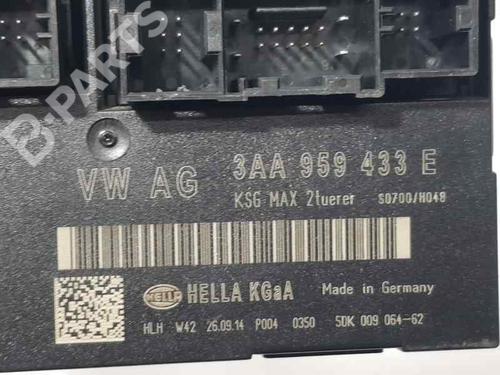 B-PARTS
VW AG 3AA 959 433 E
KSG MAX 2tuerer S0700/H048
HELLA HELLA KGaA Made in Germany
HLH W42 26.09.14 P004 0350 5DK 009 064-62